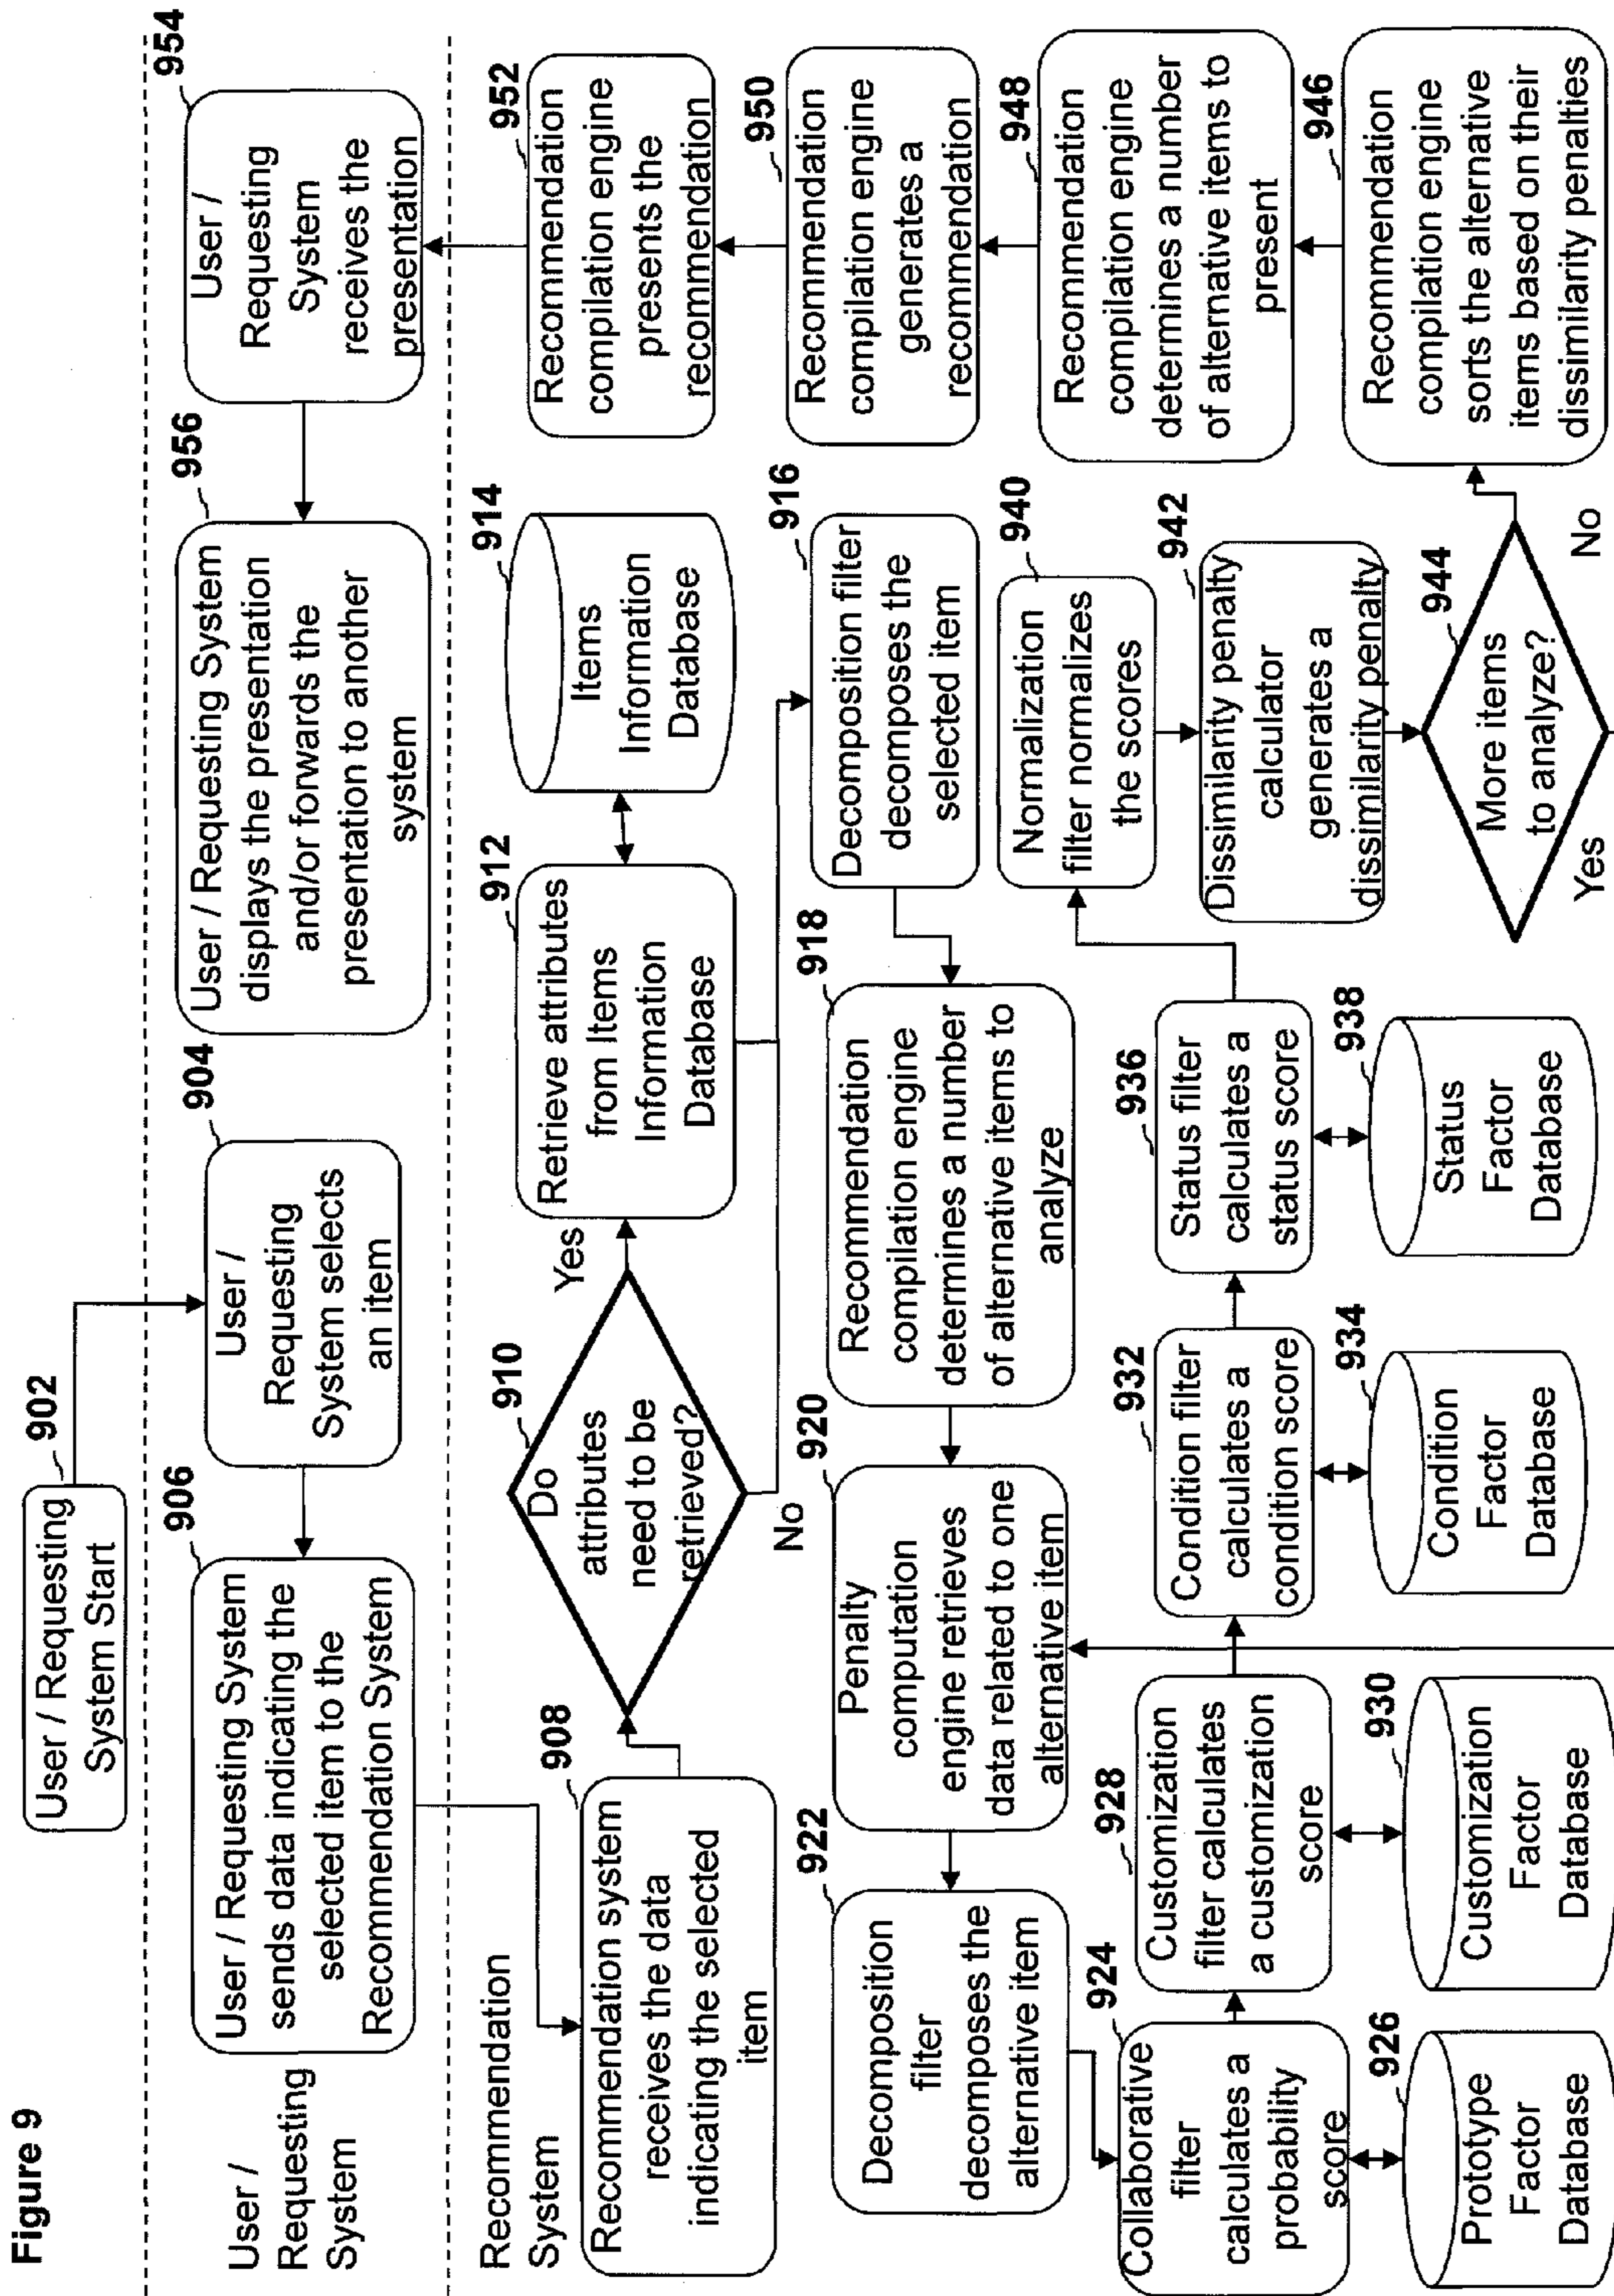 Figure 9
902
User / Requesting
System Start
User /
Requesting
System
904
User /
Requesting
System selects
an item
906
User / Requesting System
sends data indicating the
selected item to the
Recommendation System
954
User /
Requesting
System
receives the
presentation
956
User / Requesting System
displays the presentation
and/or forwards the
presentation to another
system
Recommendation
System
908
Recommendation system
receives the data
indicating the selected
item
910
Do
attributes
need to be
retrieved?
Yes
No
912
Retrieve attributes
from Items
Information
Database
914
Items
Information
Database
916
Decomposition filter
decomposes the
selected item
918
Recommendation
compilation engine
determines a number
of alternative items to
analyze
920
Penalty
computation
engine retrieves
data related to one
alternative item
922
Decomposition
filter
decomposes the
alternative item
924
Collaborative
filter
calculates a
probability
score
926
Prototype
Factor
Database
928
Customization
filter calculates
a customization
score
930
Customization
Factor
Database
932
Condition filter
calculates a
condition score
934
Condition
Factor
Database
936
Status filter
calculates a
status score
938
Status
Factor
Database
940
Normalization
filter normalizes
the scores
942
Dissimilarity penalty
calculator
generates a
dissimilarity penalty
944
More items
to analyze?
Yes
No
946
Recommendation
compilation engine
sorts the alternative
items based on their
dissimilarity penalties
948
Recommendation
compilation engine
determines a number
of alternative items to
present
950
Recommendation
compilation engine
generates a
recommendation
952
Recommendation
compilation engine
presents the
recommendation